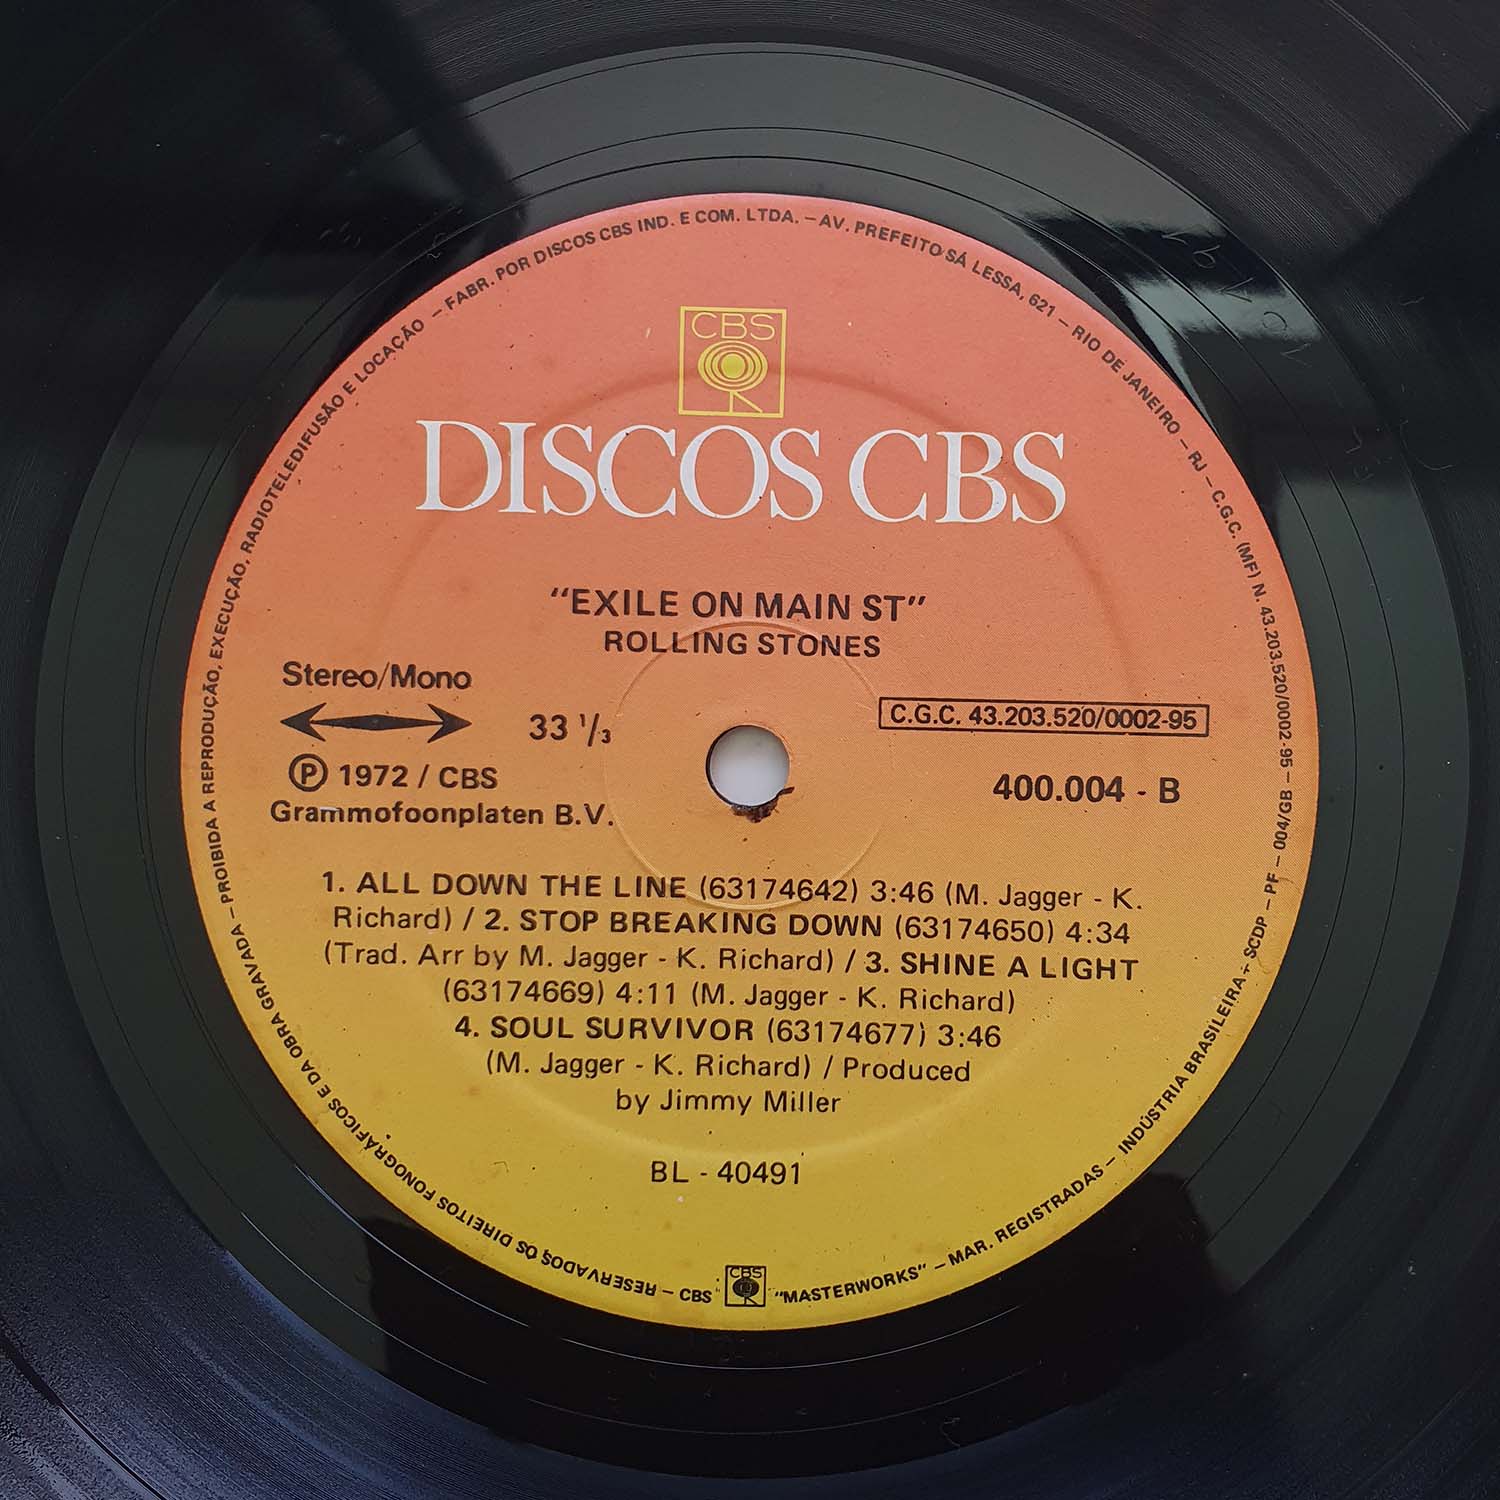 PROIBIDA A REPRODUÇÃO, EXECUÇÃO, RADIOTELEDIFUSÃO E LOCAÇÃO – FABR. POR DISCOS CBS IND. E COM. LTDA. – AV. PREFEITO SÁ LESSA, 621 – RIO DE JANEIRO – RJ – C.G.C. (MF) N. 43.203.520/0002-95 – 004/GB – PF – SCDP – INDÚSTRIA BRASILEIRA
CBS
DISCOS CBS
"EXILE ON MAIN ST"
ROLLING STONES
Stereo/Mono
33 1/3
C.G.C. 43.203.520/0002-95
Ⓟ 1972 / CBS
400.004 - B
Grammofoonplaten B.V.
1. ALL DOWN THE LINE (63174642) 3:46 (M. Jagger - K.
Richard) / 2. STOP BREAKING DOWN (63174650) 4:34
(Trad. Arr by M. Jagger - K. Richard) / 3. SHINE A LIGHT
(63174669) 4:11 (M. Jagger - K. Richard)
4. SOUL SURVIVOR (63174677) 3:46
(M. Jagger - K. Richard) / Produced
by Jimmy Miller
BL - 40491
RESERVADOS OS DIREITOS FONOGRÁFICOS E DA OBRA GRAVADA –
– CBS CBS "MASTERWORKS" – MAR. REGISTRADAS –